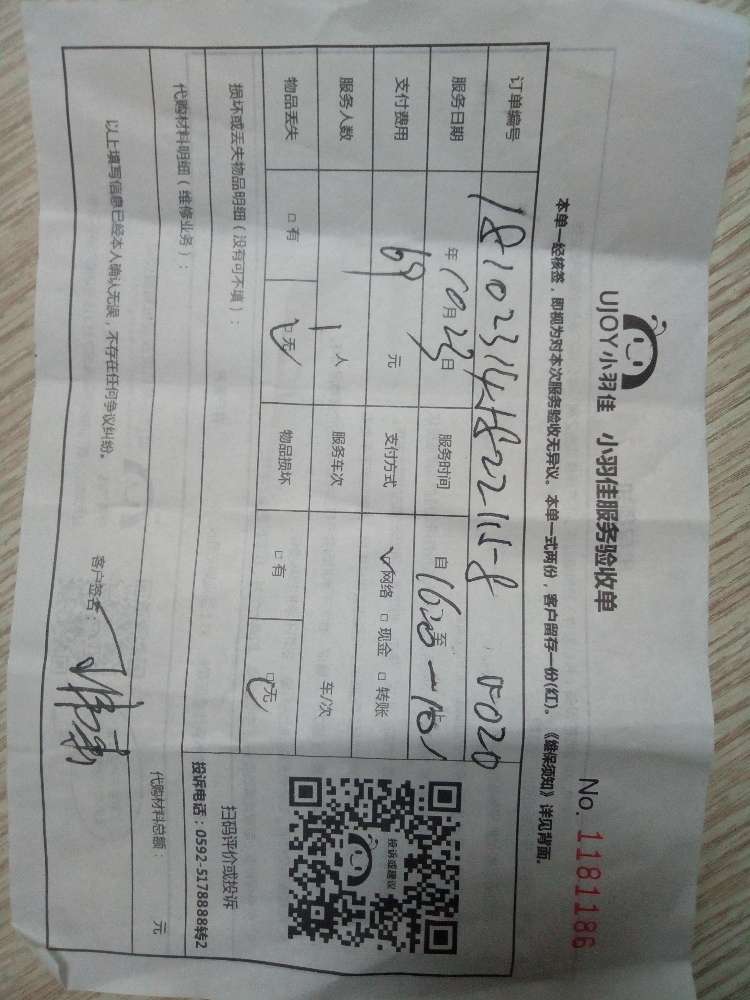 UJOY小羽佳 小羽佳服务验收单
No. 1181186
本单一经核签，即视为对本次服务验收无异议。本单一式两份，客户留存一份(红)。《维保须知》详见背面。
订单编号
服务日期 年 10月23日 服务时间 自 至
支付费用 69 元 支付方式 网络 □ 现金 □ 转账
服务人数 1 人 服务车次 车/次
物品丢失 □ 有 □ 无 物品损坏 □ 有 □ 无
投诉或建议
扫码评价或投诉
投诉电话：0592-5178888转2
损坏或丢失物品明细（没有可不填）：
代购材料明细（维修业务）：
代购材料总额： 元
以上填写信息已经本人确认无误，不存在任何争议纠纷。
客户签名：